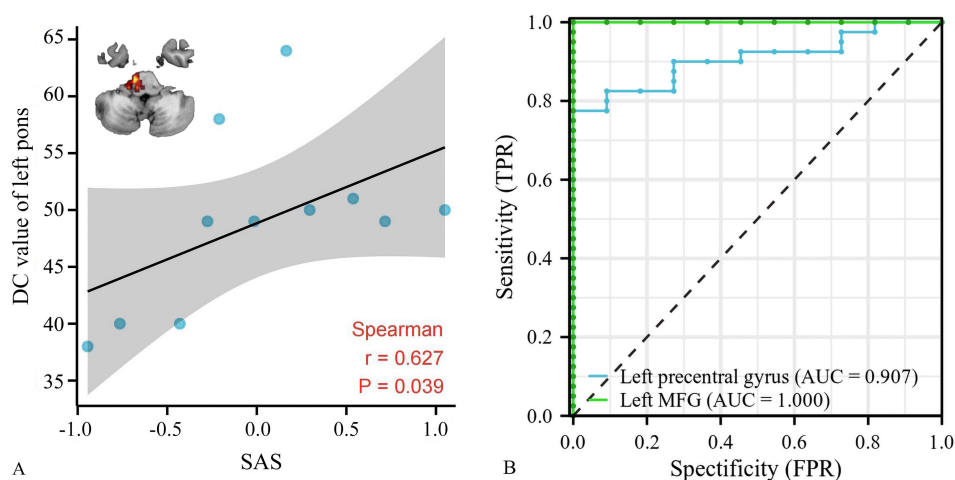 65
60
55
50
45
40
35
DC value of left pons
Spearman
r = 0.627
P = 0.039
-1.0
-0.5
0.0
0.5
1.0
SAS
A
1.0
0.8
0.6
0.4
0.2
0.0
Sensitivity (TPR)
Left precentral gyrus (AUC = 0.907)
Left MFG (AUC = 1.000)
0.0
0.2
0.4
0.6
0.8
1.0
Spectificity (FPR)
B